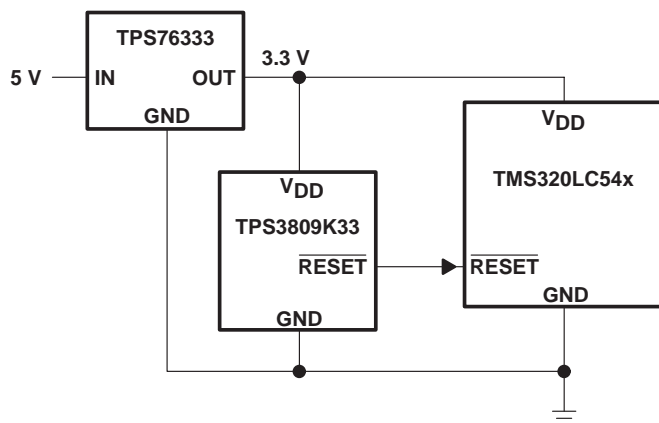 TPS76333
5 V
IN
OUT
3.3 V
GND
VDD
TMS320LC54x
VDD
TPS3809K33
RESET
RESET
GND
GND